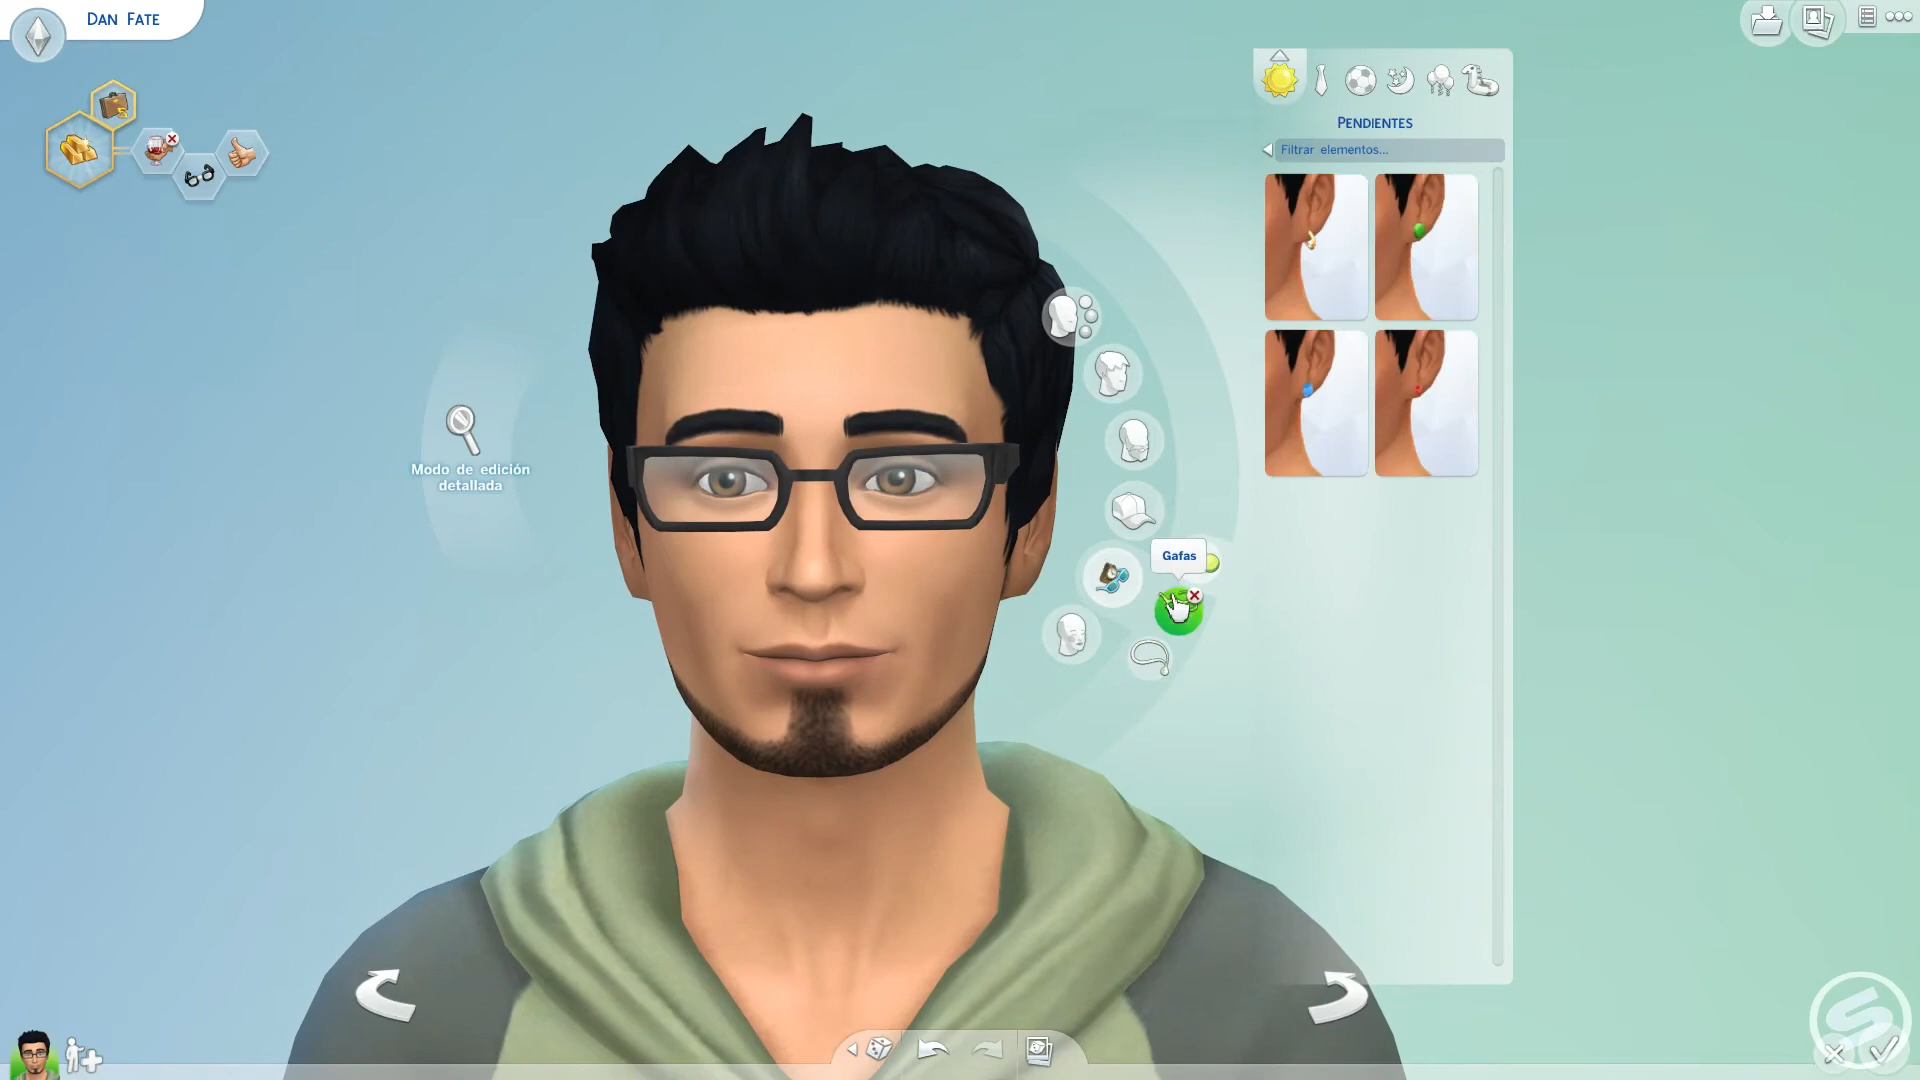 Dan Fate
Pendientes
Filtrar elementos...
Modo de edición
detallada
Gafas